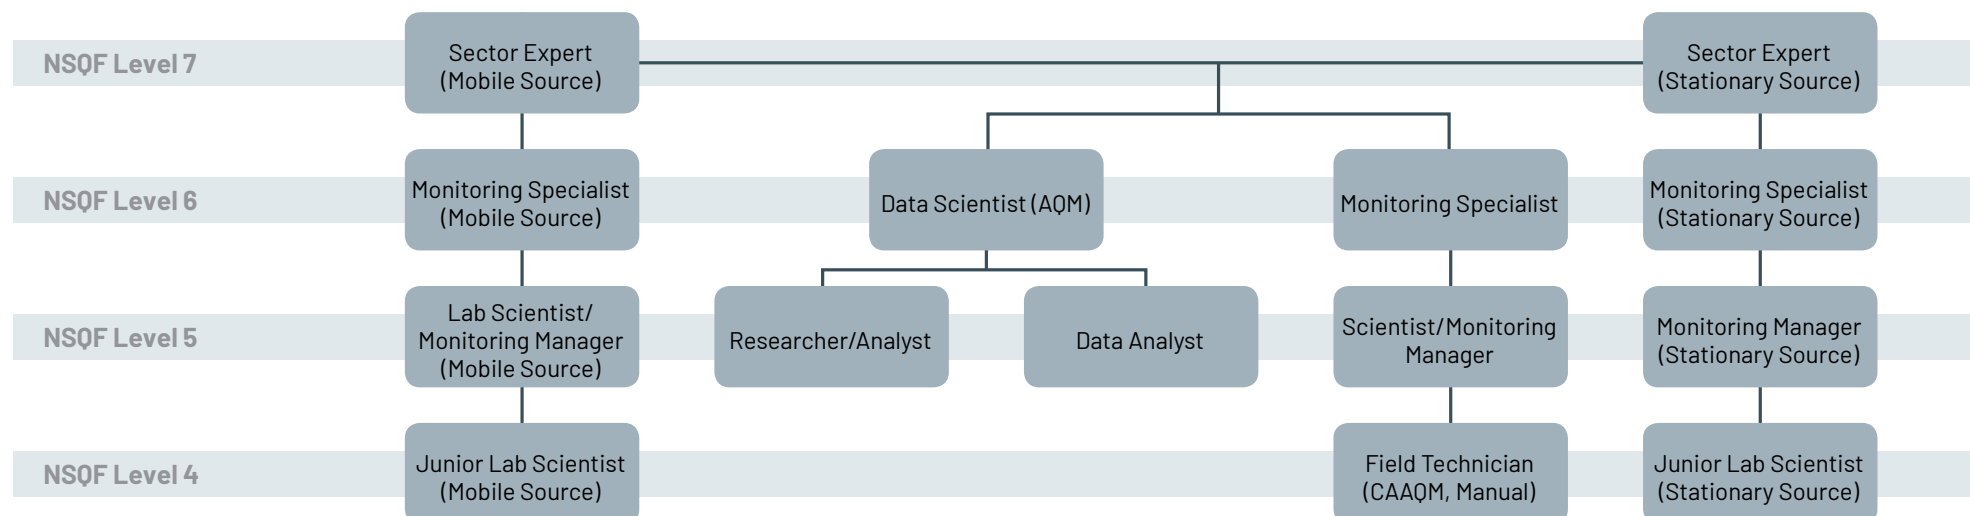 NSQF Level 7
Sector Expert
(Mobile Source)
Sector Expert
(Stationary Source)
NSQF Level 6
Monitoring Specialist
(Mobile Source)
Data Scientist (AQM)
Monitoring Specialist
Monitoring Specialist
(Stationary Source)
NSQF Level 5
Lab Scientist/
Monitoring Manager
(Mobile Source)
Researcher/Analyst
Data Analyst
Scientist/Monitoring
Manager
Monitoring Manager
(Stationary Source)
NSQF Level 4
Junior Lab Scientist
(Mobile Source)
Field Technician
(CAAQM, Manual)
Junior Lab Scientist
(Stationary Source)